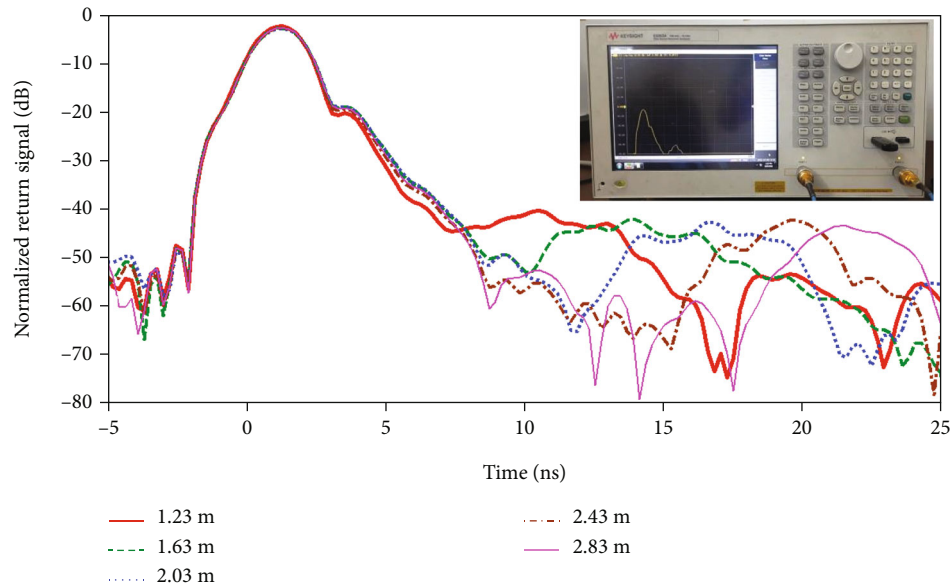 Normalized return signal (dB)
0
–10
–20
–30
–40
–50
–60
–70
–80
–5
0
5
10
15
20
25
Time (ns)
KEYSIGHT
1.23 m
1.63 m
2.03 m
2.43 m
2.83 m